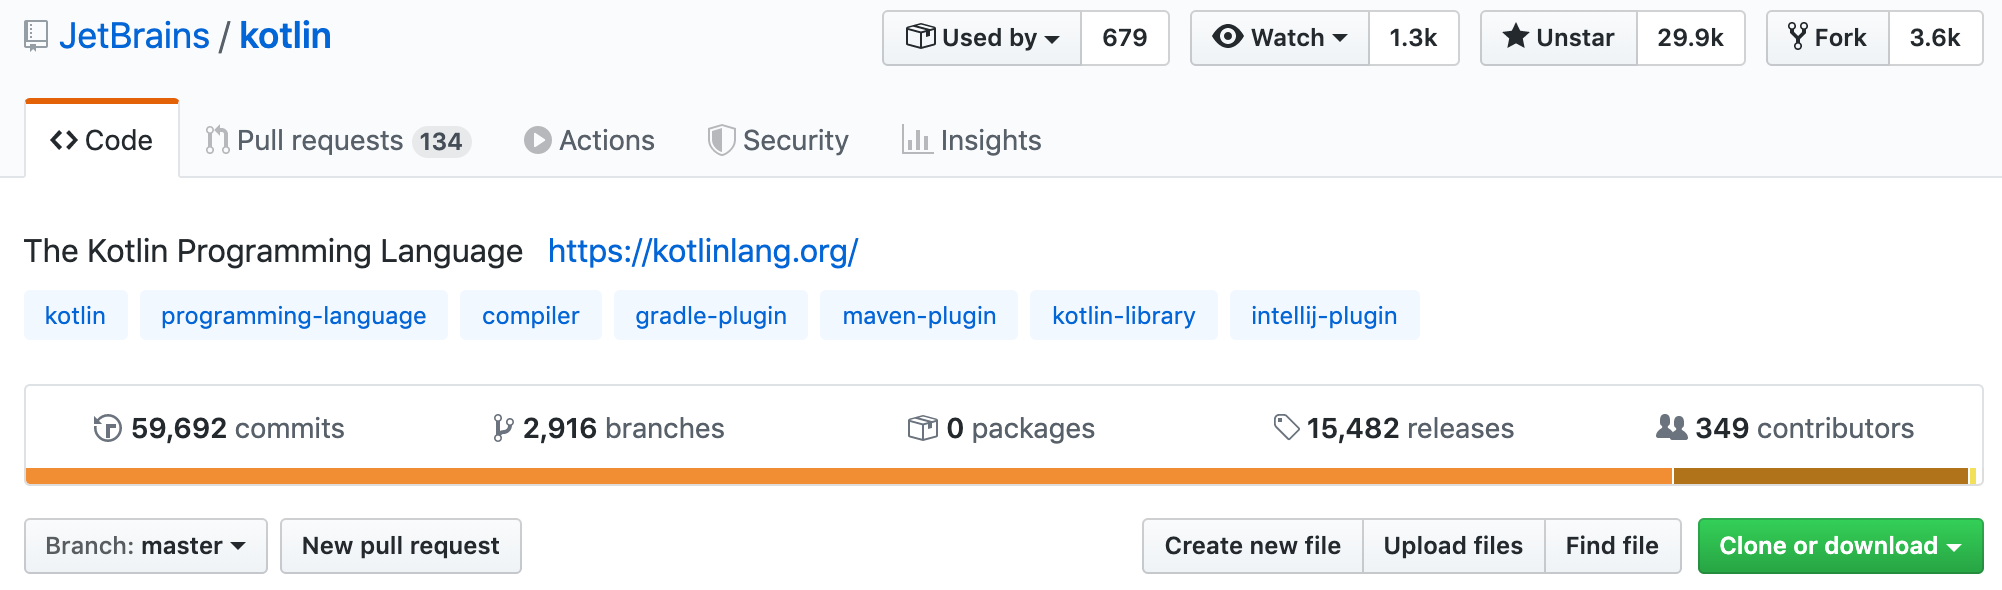 JetBrains / kotlin
Used by 679 Watch 1.3k Unstar 29.9k Fork 3.6k
Code Pull requests 134 Actions Security Insights
The Kotlin Programming Language https://kotlinlang.org/
kotlin programming-language compiler gradle-plugin maven-plugin kotlin-library intellij-plugin
59,692 commits 2,916 branches 0 packages 15,482 releases 349 contributors
Branch: master New pull request Create new file Upload files Find file Clone or download